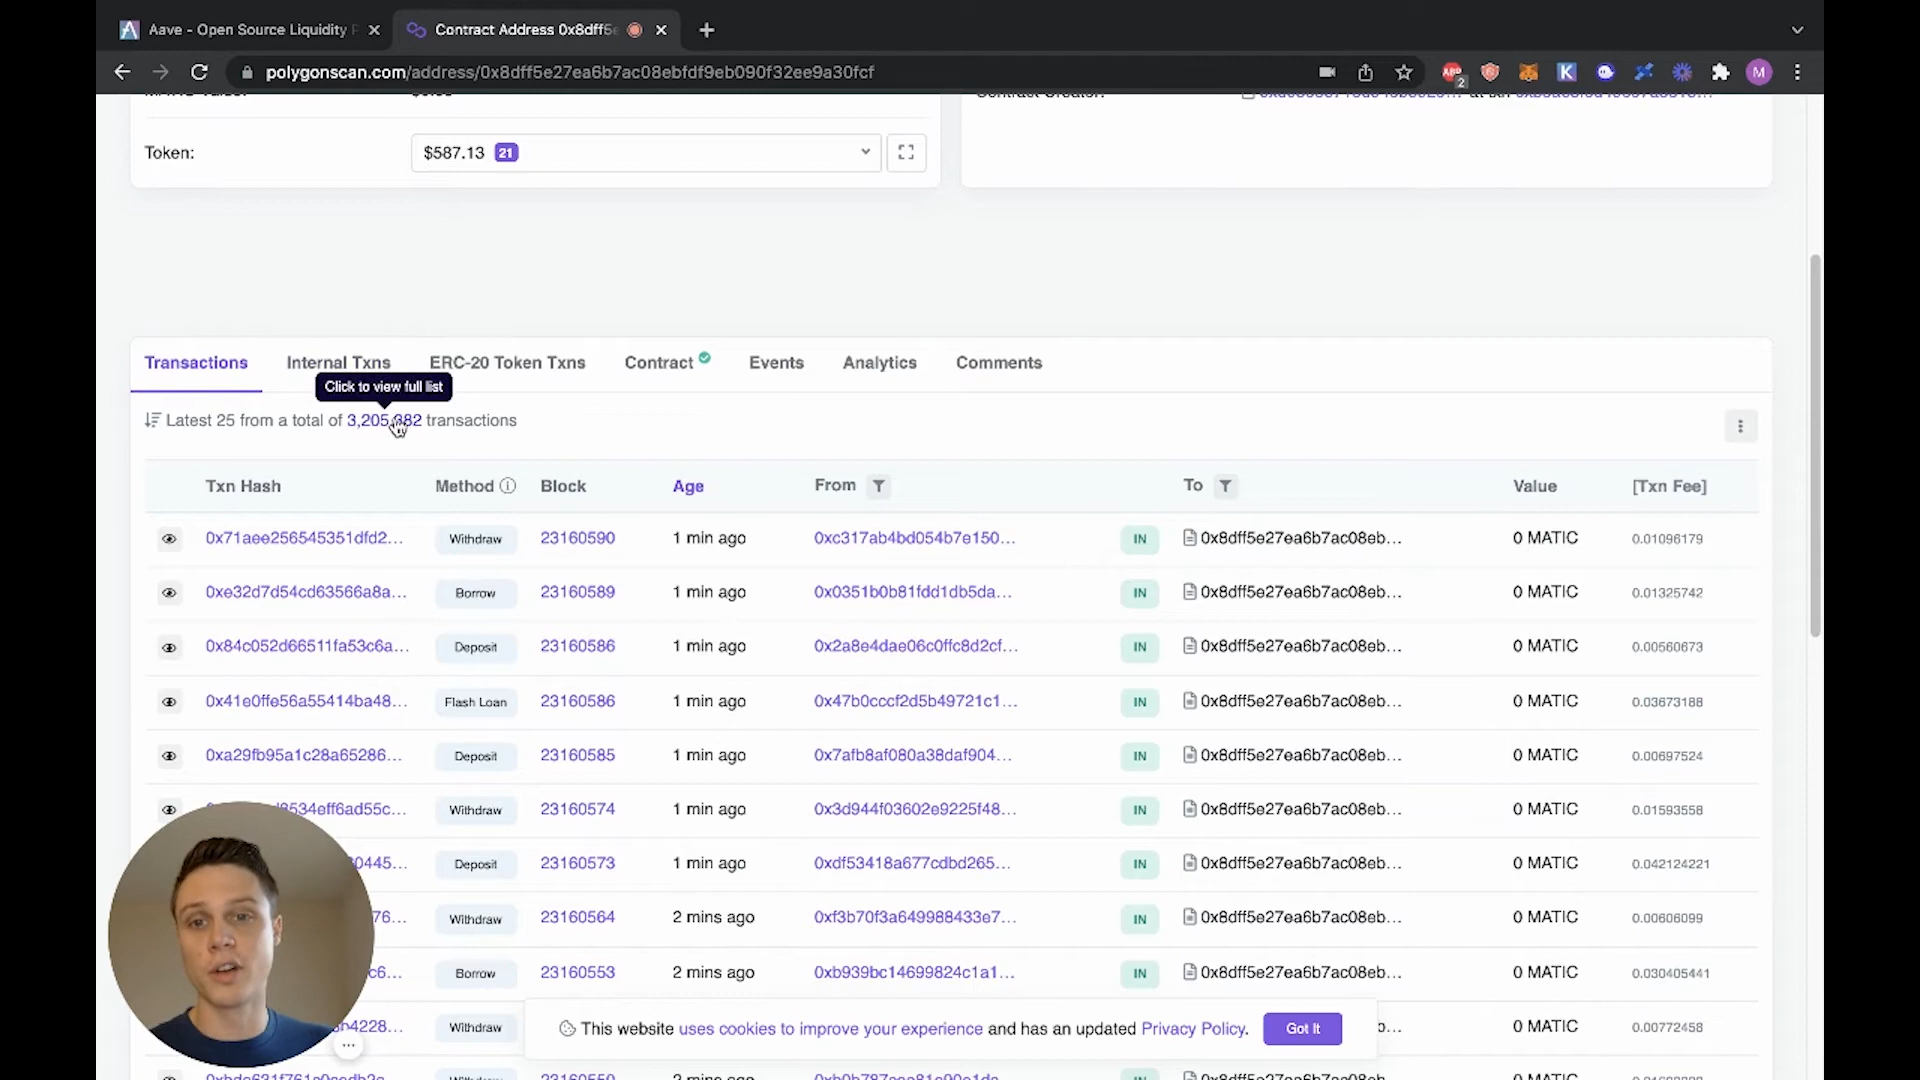 Aave - Open Source Liquidity P
Contract Address 0x8dff5e
polygonscan.com/address/0x8dff5e27ea6b7ac08ebfdf9eb090f32ee9a30fcf
2
M
Token:
$587.13 21
Transactions
Internal Txns
ERC-20 Token Txns
Contract
Events
Analytics
Comments
Click to view full list
Latest 25 from a total of 3,205,382 transactions
Txn Hash Method Block Age From To Value [Txn Fee]
0x71aee256545351dfd2... Withdraw 23160590 1 min ago 0xc317ab4bd054b7e150... IN 0x8dff5e27ea6b7ac08eb... 0 MATIC 0.01096179
0xe32d7d54cd63566a8a... Borrow 23160589 1 min ago 0x0351b0b81fdd1db5da... IN 0x8dff5e27ea6b7ac08eb... 0 MATIC 0.01325742
0x84c052d66511fa53c6a... Deposit 23160586 1 min ago 0x2a8e4dae06c0ffc8d2cf... IN 0x8dff5e27ea6b7ac08eb... 0 MATIC 0.00560673
0x41e0ffe56a55414ba48... Flash Loan 23160586 1 min ago 0x47b0cccf2d5b49721c1... IN 0x8dff5e27ea6b7ac08eb... 0 MATIC 0.03673188
0xa29fb95a1c28a65286... Deposit 23160585 1 min ago 0x7afb8af080a38daf904... IN 0x8dff5e27ea6b7ac08eb... 0 MATIC 0.00697524
8534eff6ad55c... Withdraw 23160574 1 min ago 0x3d944f03602e9225f48... IN 0x8dff5e27ea6b7ac08eb... 0 MATIC 0.01593558
0445... Deposit 23160573 1 min ago 0xdf53418a677cdbd265... IN 0x8dff5e27ea6b7ac08eb... 0 MATIC 0.042124221
76... Withdraw 23160564 2 mins ago 0xf3b70f3a649988433e7... IN 0x8dff5e27ea6b7ac08eb... 0 MATIC 0.00606099
c6... Borrow 23160553 2 mins ago 0xb939bc14699824c1a1... IN 0x8dff5e27ea6b7ac08eb... 0 MATIC 0.030405441
b4228... Withdraw b... 0 MATIC 0.00772458
This website uses cookies to improve your experience and has an updated Privacy Policy. Got It